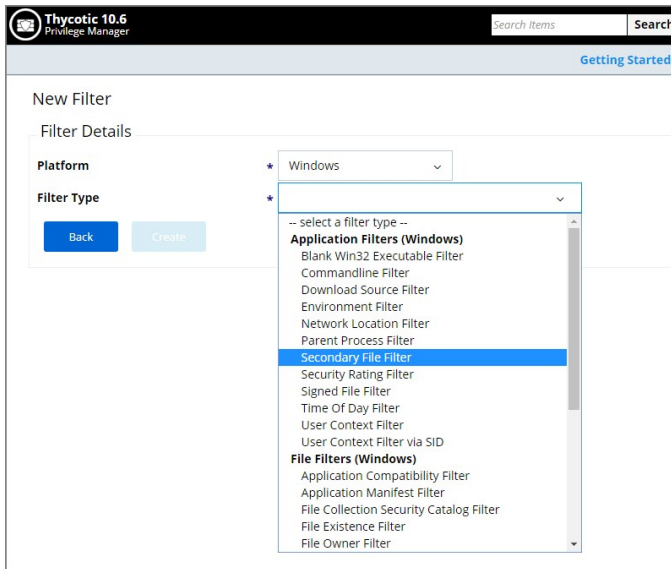 Thycotic 10.6
Privilege Manager
Search Items
Search
Getting Started
New Filter
Filter Details
Platform * Windows
Filter Type *
Back Create
-- select a filter type --
Application Filters (Windows)
Blank Win32 Executable Filter
Commandline Filter
Download Source Filter
Environment Filter
Network Location Filter
Parent Process Filter
Secondary File Filter
Security Rating Filter
Signed File Filter
Time Of Day Filter
User Context Filter
User Context Filter via SID
File Filters (Windows)
Application Compatibility Filter
Application Manifest Filter
File Collection Security Catalog Filter
File Existence Filter
File Owner Filter